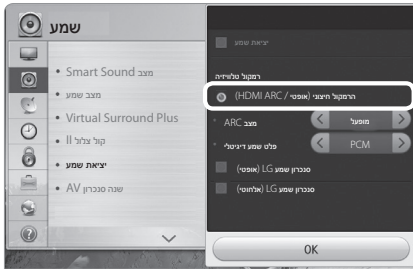 שמע
מצב Smart Sound
מצב שמע
Virtual Surround Plus
קול צלול II
יציאת שמע
שנה סנכרון AV
יציאת שמע
רמקול טלוויזיה
הרמקול חיצוני (אופטי / HDMI ARC)
מצב ARC
מופעל
פלט שמע דיגיטלי
PCM
סנכרון שמע LG (אופטי)
סנכרון שמע LG (אלחוטי)
OK